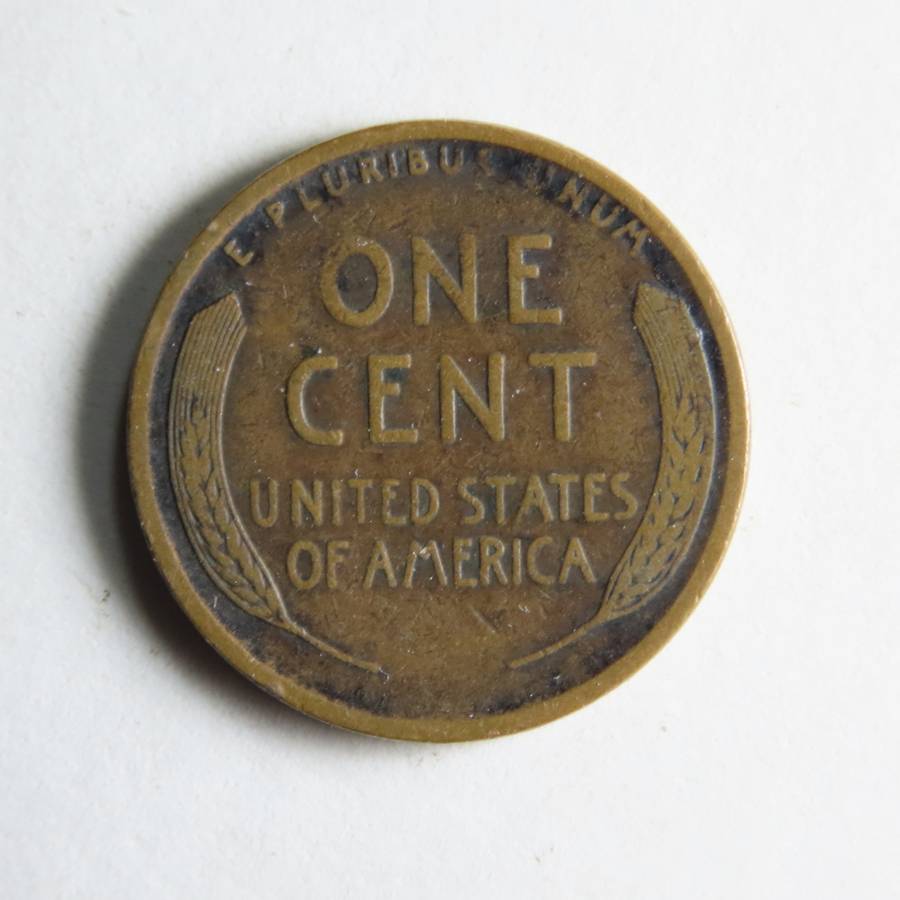 E PLURIBUS UNUM
ONE
CENT
UNITED STATES
OF AMERICA